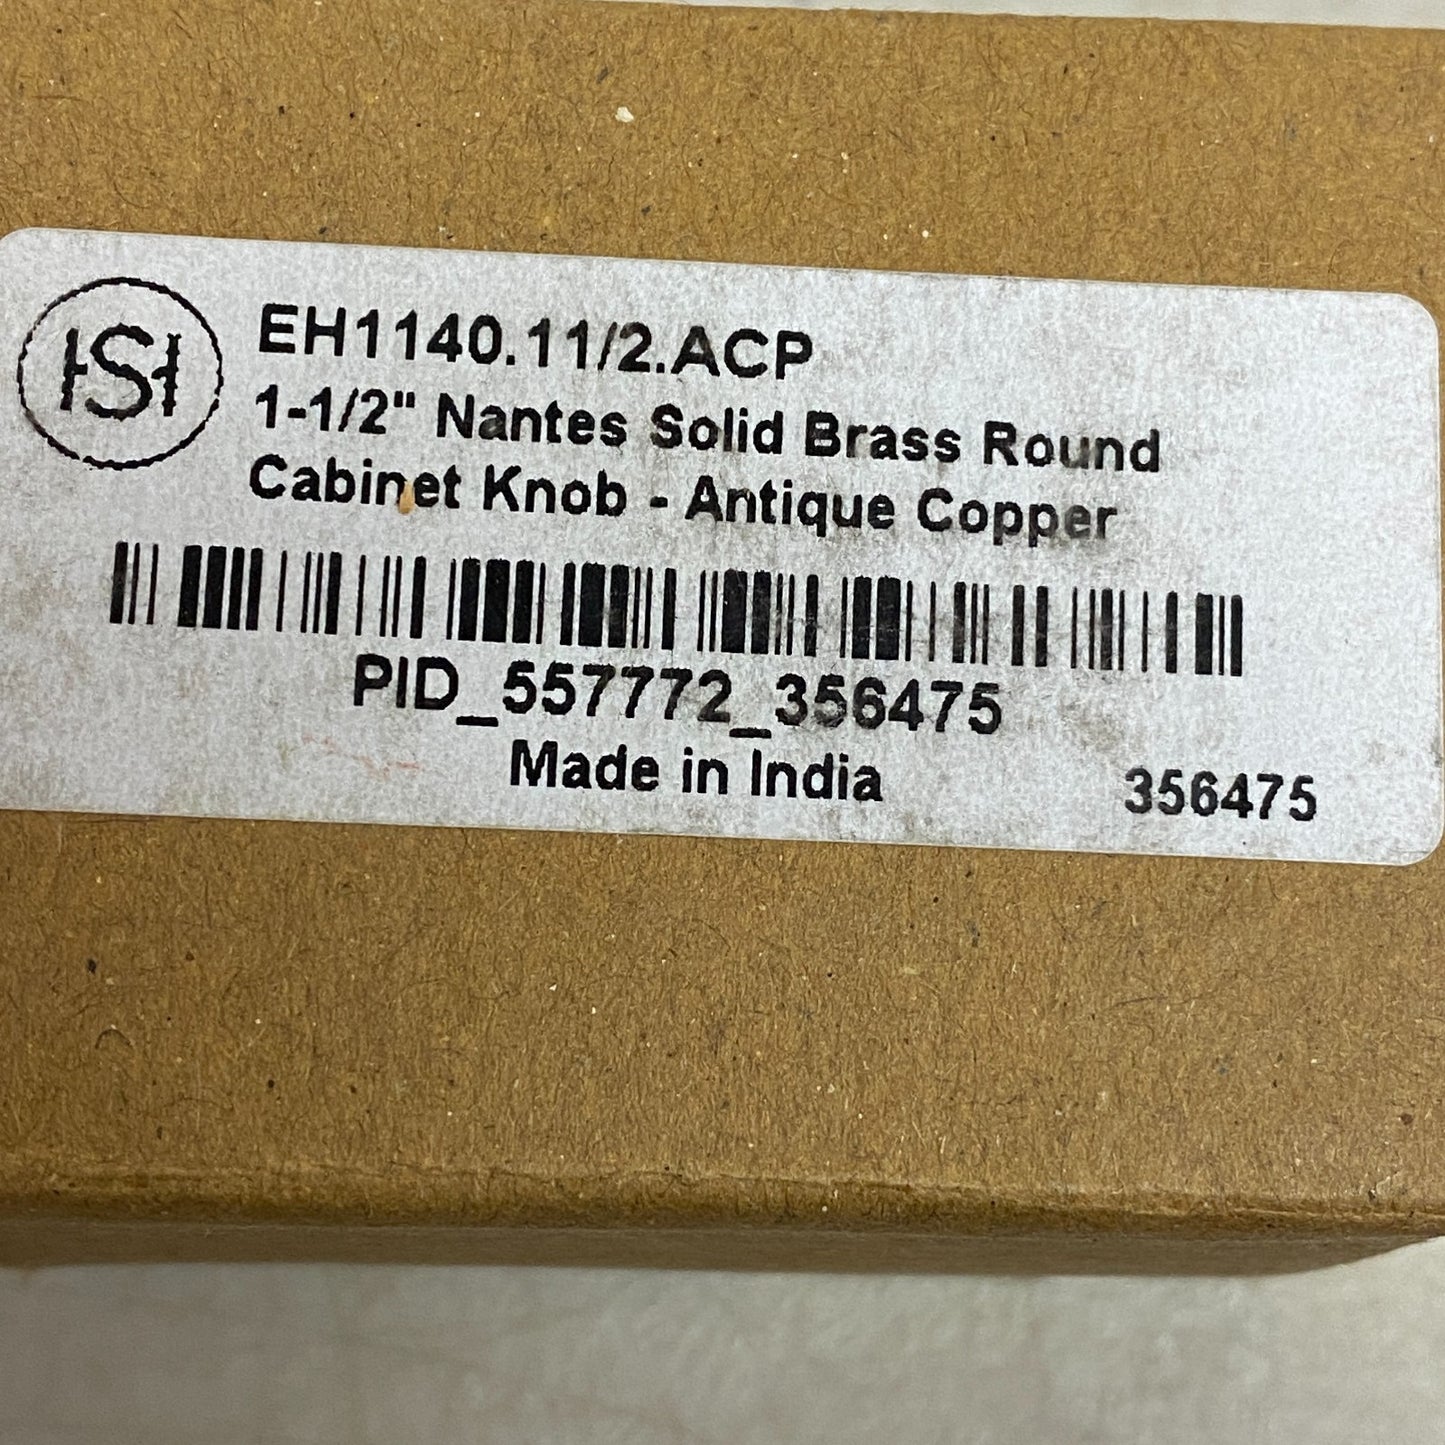 HSH
EH1140.11/2.ACP
1-1/2" Nantes Solid Brass Round
Cabinet Knob - Antique Copper
PID_557772_356475
Made in India
356475